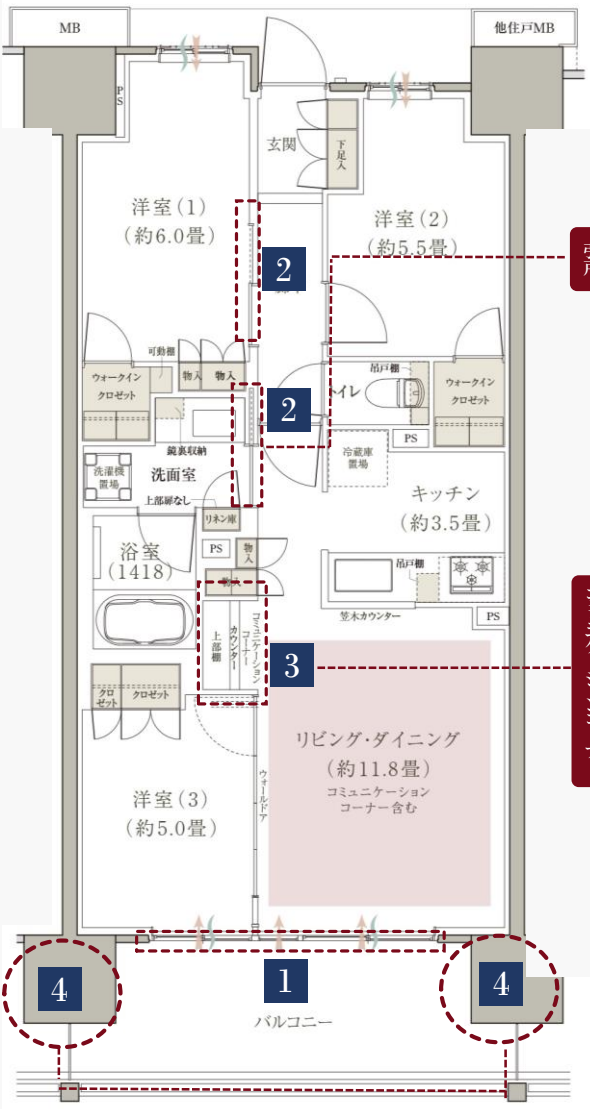 MB
他住戸MB
PS
玄関
下足入
洋室(1)
(約6.0畳)
洋室(2)
(約5.5畳)
2
引戸
可動棚
物入
物入
ウォークイン
クロゼット
吊戸棚
トイレ
ウォークイン
クロゼット
2
PS
鏡裏収納
冷蔵庫
置場
洗濯機
置場
洗面室
上部扉なし
リネン庫
キッチン
(約3.5畳)
浴室
(1418)
PS
物入
物入
吊戸棚
笠木カウンター
PS
上部棚
カウンター
コミュニケーション
コーナー
3
クロ
ゼット
クロゼット
リビング・ダイニング
(約11.8畳)
コミュニケーション
コーナー含む
ウォールドア
洋室(3)
(約5.0畳)
4
1
4
バルコニー